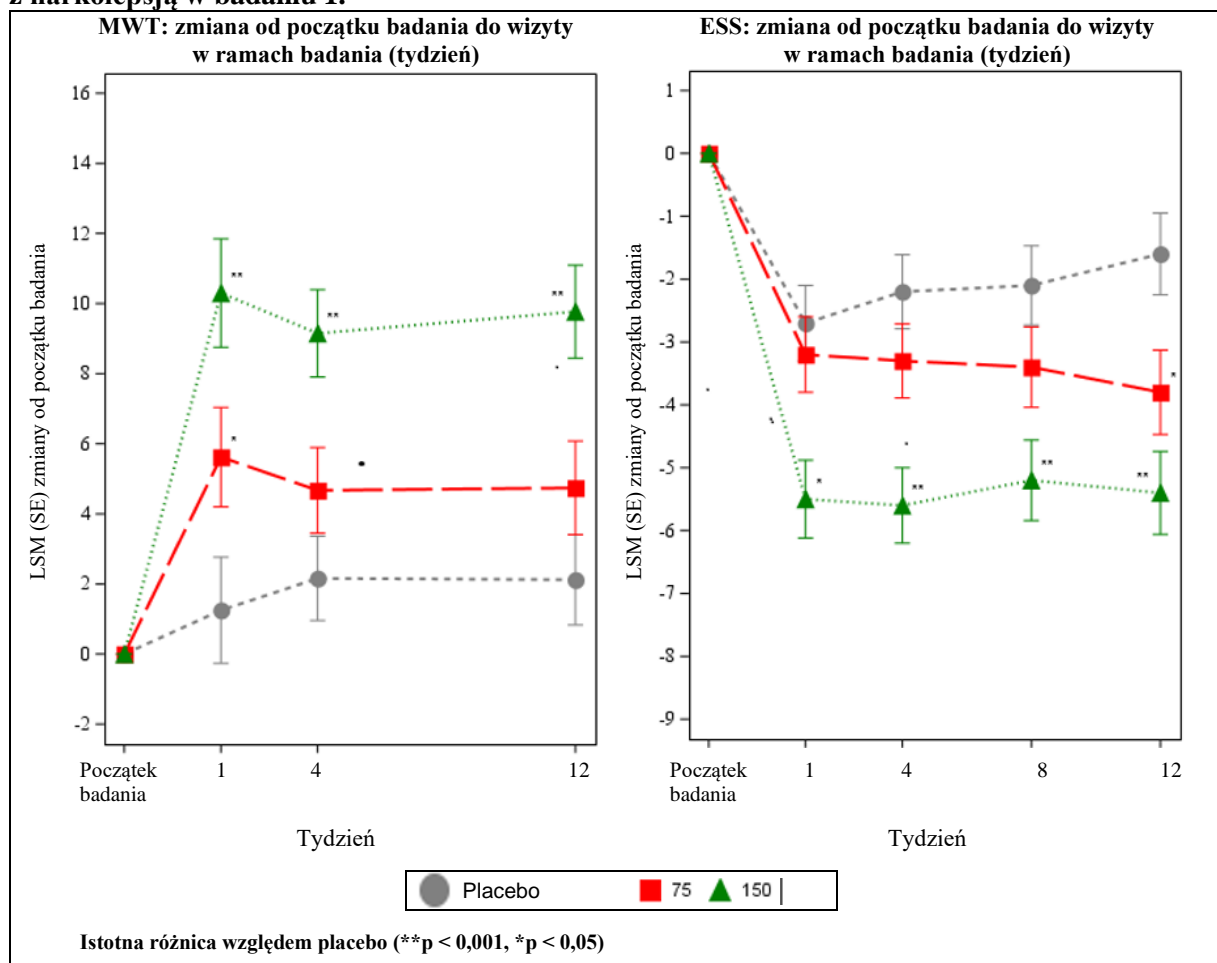 z narkolepsją w badaniu 1.
MWT: zmiana od początku badania do wizyty
w ramach badania (tydzień)
LSM (SE) zmiany od początku badania
16
14
12
10
8
6
4
2
0
-2
**
**
**
*
Początek
badania
1
4
12
Tydzień
ESS: zmiana od początku badania do wizyty
w ramach badania (tydzień)
LSM (SE) zmiany od początku badania
1
0
-1
-2
-3
-4
-5
-6
-7
-8
-9
*
*
**
**
**
Początek
badania
1
4
8
12
Tydzień
Placebo 75 150
Istotna różnica względem placebo (**p < 0,001, *p < 0,05)